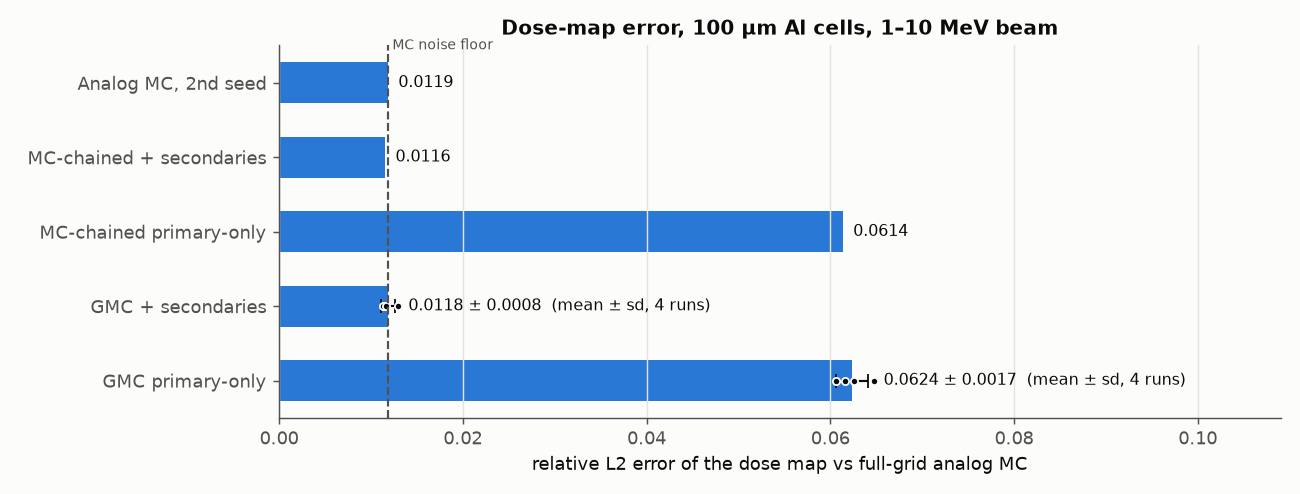 Dose-map error, 100 µm Al cells, 1–10 MeV beam
MC noise floor
Analog MC, 2nd seed
0.0119
MC-chained + secondaries
0.0116
MC-chained primary-only
0.0614
GMC + secondaries
0.0118 ± 0.0008 (mean ± sd, 4 runs)
GMC primary-only
0.0624 ± 0.0017 (mean ± sd, 4 runs)
0.00 0.02 0.04 0.06 0.08 0.10
relative L2 error of the dose map vs full-grid analog MC